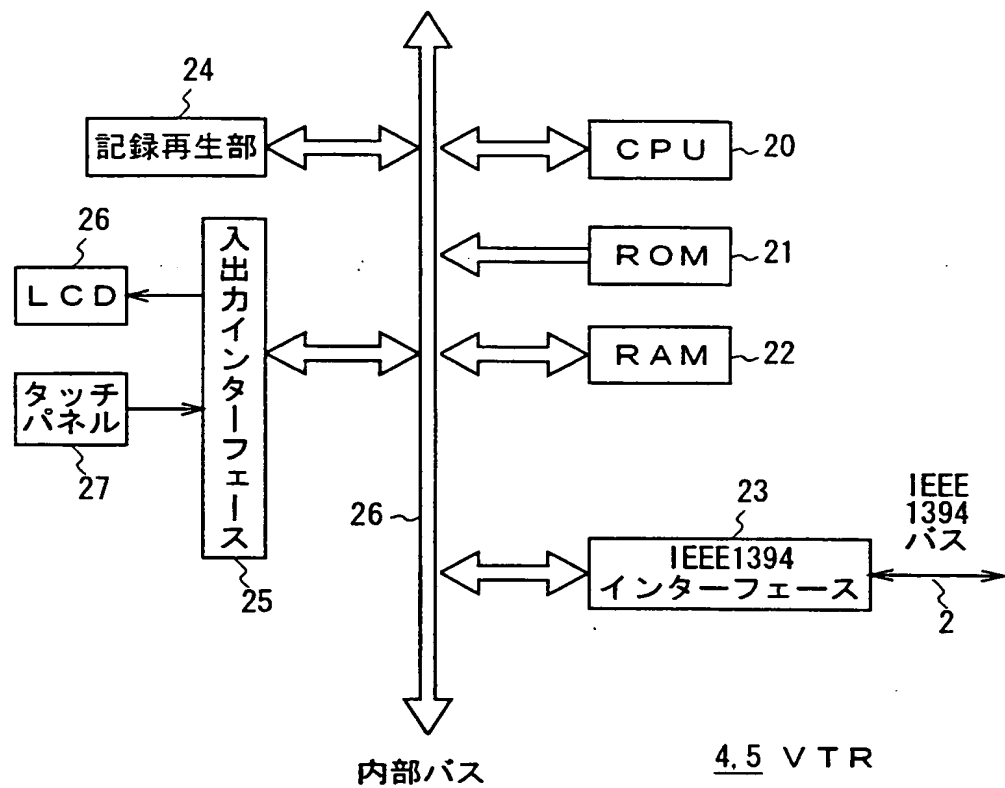 24
記録再生部
CPU
20
26
LCD
入出力インターフェース
ROM
21
RAM
22
タッチ
パネル
27
25
26
23
IEEE1394
インターフェース
IEEE
1394
バス
2
内部バス
4,5 VTR